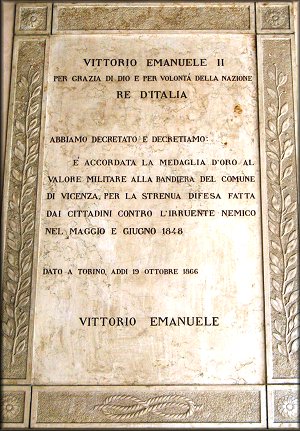 VITTORIO EMANUELE II
PER GRAZIA DI DIO E PER VOLONTÁ DELLA NAZIONE
RE D'ITALIA
ABBIAMO DECRETATO E DECRETIAMO:
E' ACCORDATA LA MEDAGLIA D'ORO AL
VALORE MILITARE ALLA BANDIERA DEL COMUNE
DI VICENZA, PER LA STRENUA DIFESA FATTA
DAI CITTADINI CONTRO L'IRRUENTE NEMICO
NEL MAGGIO E GIUGNO 1848
DATO A TORINO, ADDI 19 OTTOBRE 1866
VITTORIO EMANUELE